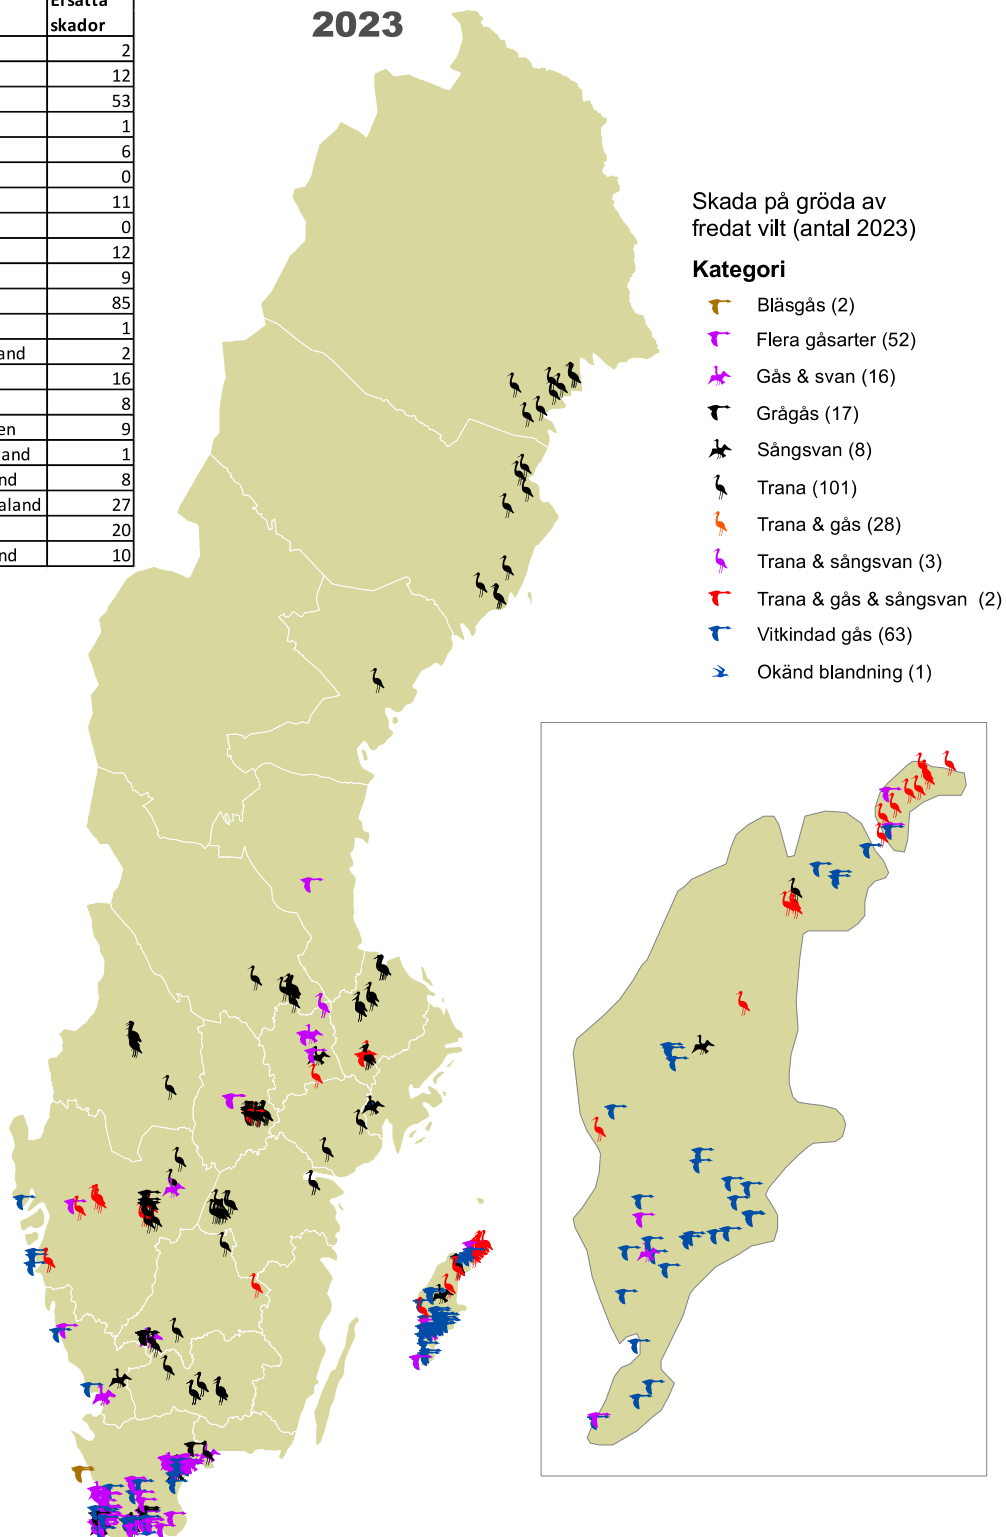 Ersatta
skador
2
12
53
1
6
0
11
0
12
9
85
1
and 2
16
8
en 9
and 1
nd 8
aland 27
20
nd 10
2023
Skada på gröda av
fredat vilt (antal 2023)
Kategori
Bläsgås (2)
Flera gåsarter (52)
Gås & svan (16)
Grågås (17)
Sångsvan (8)
Trana (101)
Trana & gås (28)
Trana & sångsvan (3)
Trana & gås & sångsvan (2)
Vitkindad gås (63)
Okänd blandning (1)